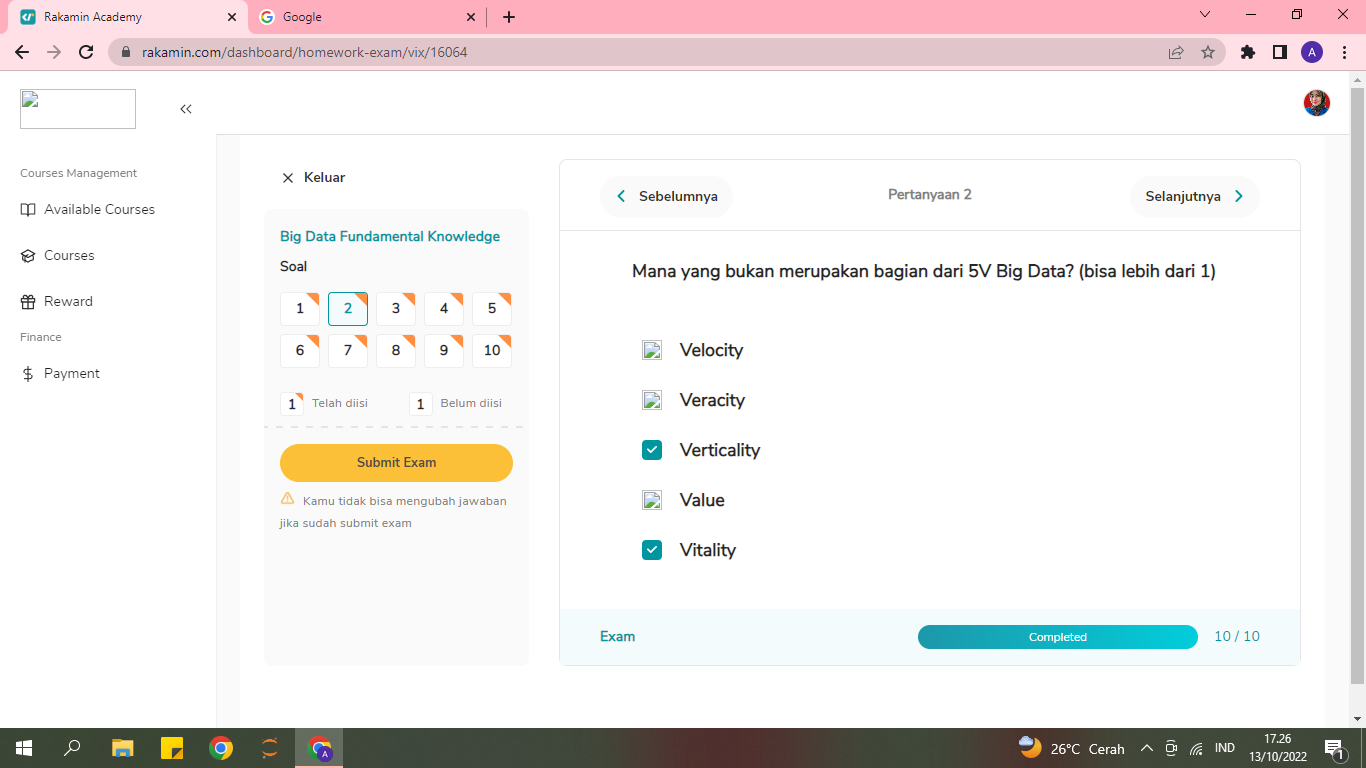 Rakamin Academy
Google
rakamin.com/dashboard/homework-exam/vix/16064
A
Courses Management
Available Courses
Courses
Reward
Finance
Payment
Keluar
Big Data Fundamental Knowledge
Soal
1 2 3 4 5
6 7 8 9 10
1 Telah diisi 1 Belum diisi
Submit Exam
Kamu tidak bisa mengubah jawaban
jika sudah submit exam
Sebelumnya Pertanyaan 2 Selanjutnya
Mana yang bukan merupakan bagian dari 5V Big Data? (bisa lebih dari 1)
Velocity
Veracity
Verticality
Value
Vitality
Exam Completed 10 / 10
A
26°C Cerah IND
17.26
13/10/2022
1